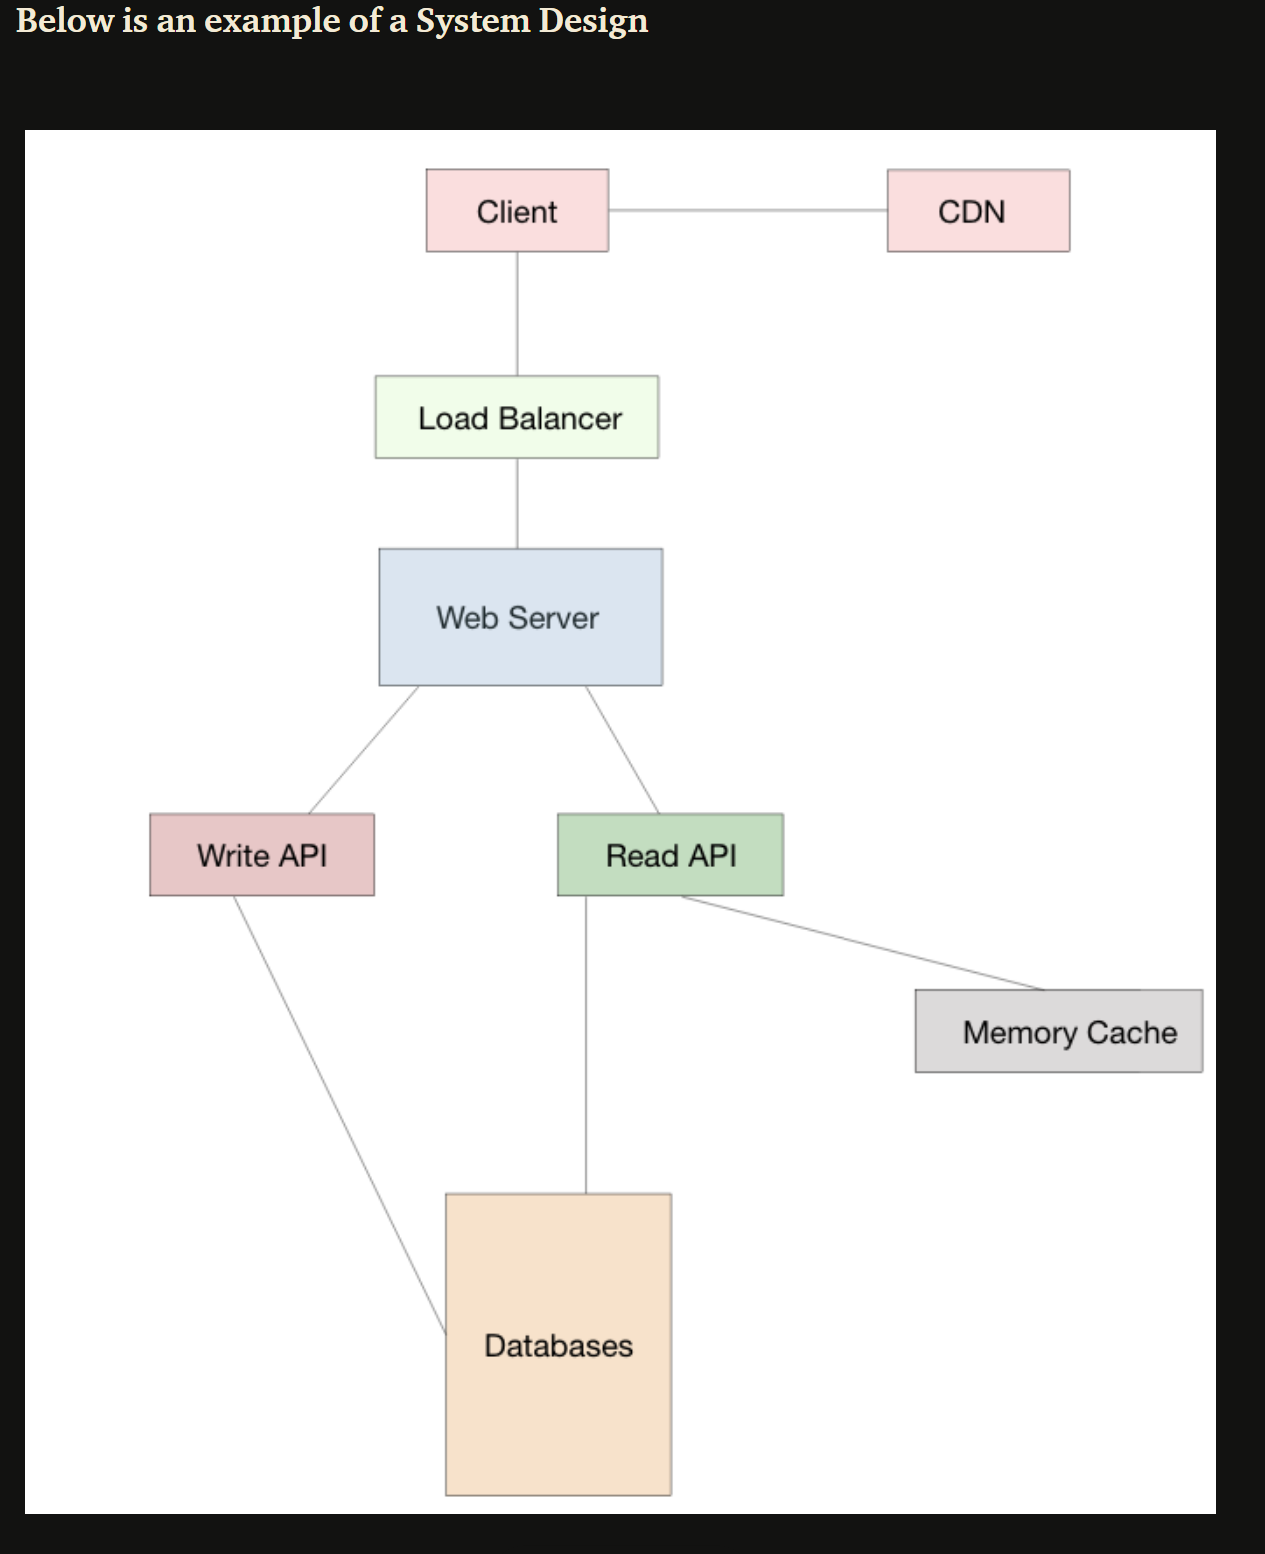 Below is an example of a System Design
Client
CDN
Load Balancer
Web Server
Write API
Read API
Memory Cache
Databases